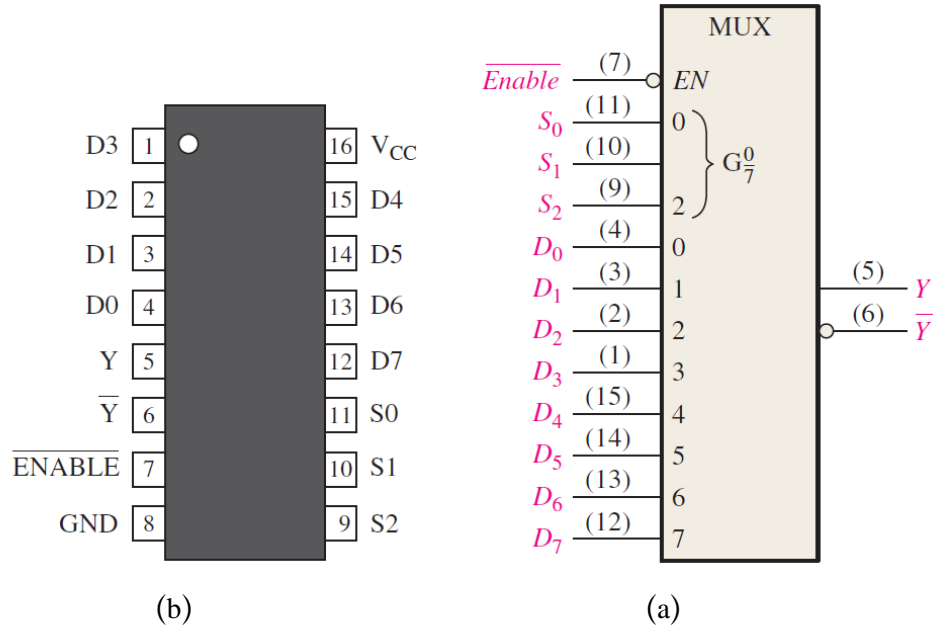 D3 1 16 V_CC
D2 2 15 D4
D1 3 14 D5
D0 4 13 D6
Y 5 12 D7
Y̅ 6 11 S0
E̅N̅A̅B̅L̅E̅ 7 10 S1
GND 8 9 S2
(b)
MUX
E̅n̅a̅b̅l̅e̅ (7) EN
S₀ (11) 0
S₁ (10) G 0/7
S₂ (9) 2
D₀ (4) 0
D₁ (3) 1 (5) Y
D₂ (2) 2 (6) Y̅
D₃ (1) 3
D₄ (15) 4
D₅ (14) 5
D₆ (13) 6
D₇ (12) 7
(a)